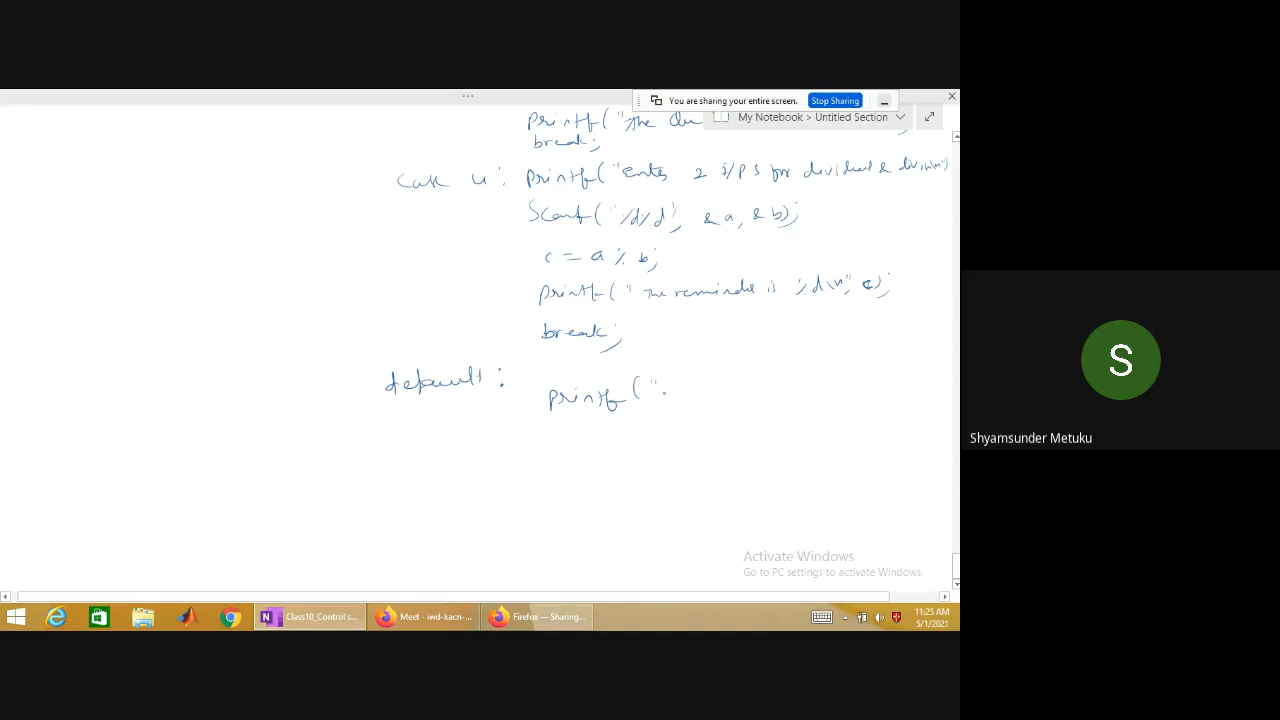 You are sharing your entire screen. Stop Sharing
My Notebook > Untitled Section
printf("The Qu
break;
case 4: printf("Enter 2 I/P s for dividend &
Scanf("%d%d", &a, &b);
c = a % b;
printf(" The reminder is %d\n", c);
break;
default:
printf("
S
Shyamsunder Metuku
Activate Windows
Go to PC settings to activate Windows.
Class10_Control s...
Meet - iwd-kacn-...
Firefox — Sharing...
11:25 AM
5/1/2021